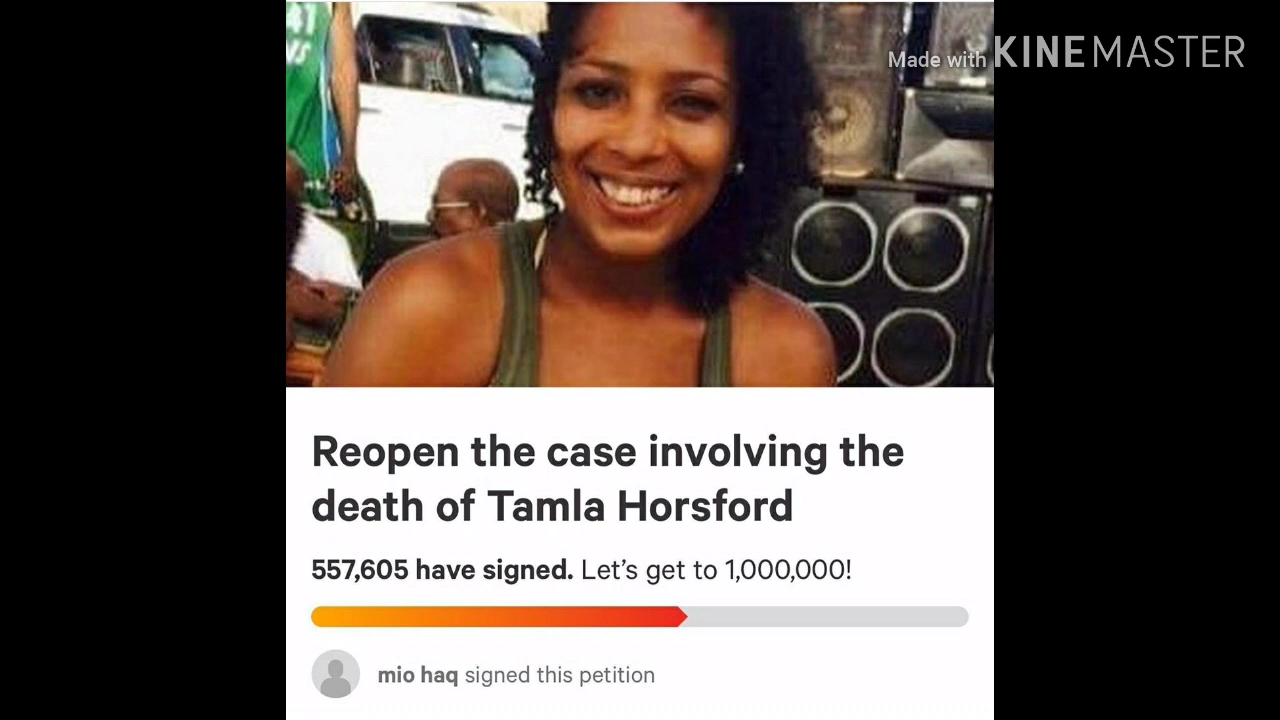 41
Made with KINEMASTER
Reopen the case involving the
death of Tamla Horsford
557,605 have signed. Let's get to 1,000,000!
mio haq signed this petition